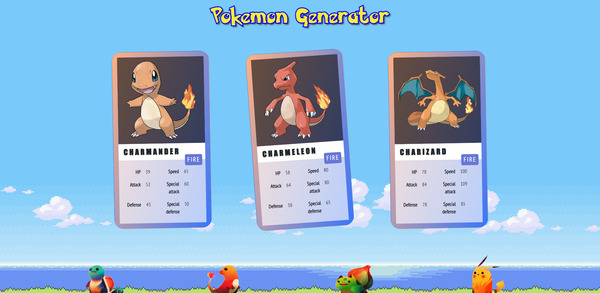 Pokemon Generator
CHARMANDER
FIRE
HP 39 Speed 65
Attack 52 Special attack 60
Defense 43 Special defense 50
CHARMELEON
FIRE
HP 58 Speed 80
Attack 64 Special attack 80
Defense 58 Special defense 65
CHARIZARD
FIRE
HP 78 Speed 100
Attack 84 Special attack 109
Defense 78 Special defense 85